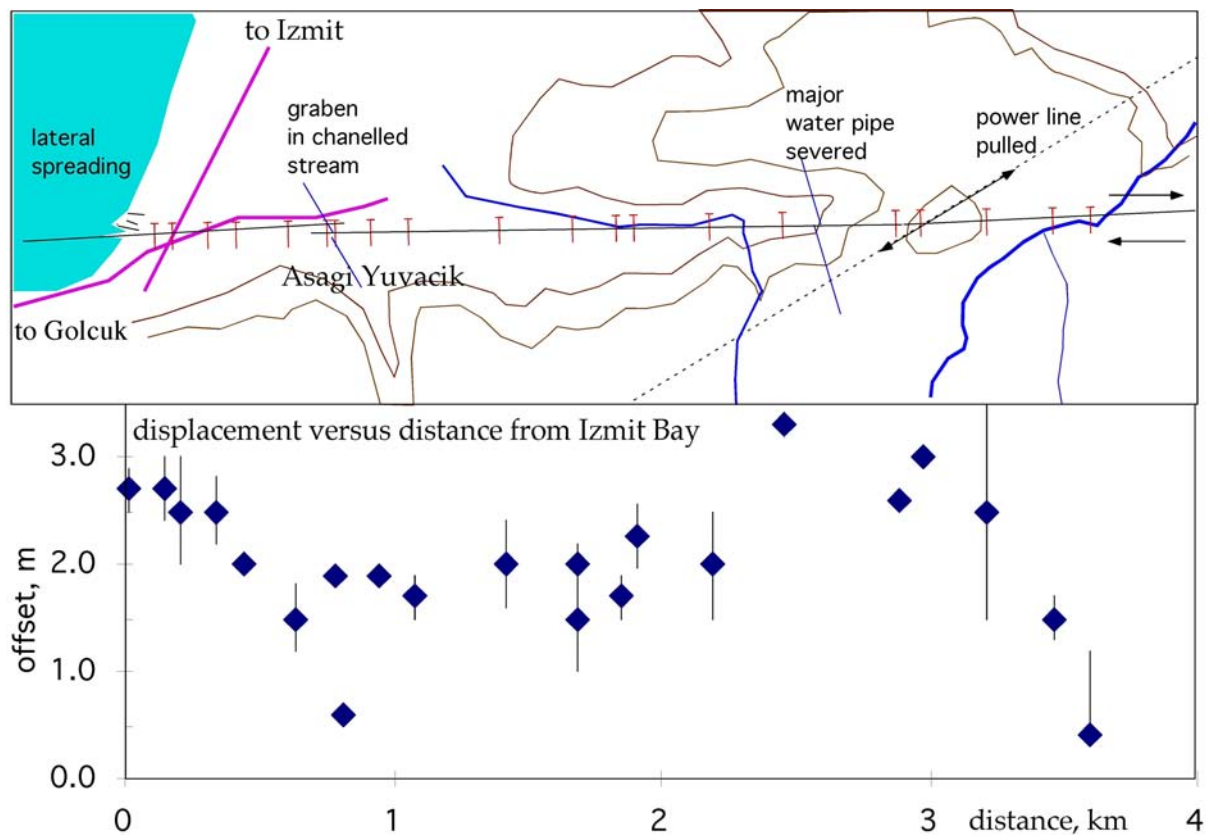 to Izmit
lateral
spreading
graben
in chanelled
stream
major
water pipe
severed
power line
pulled
Asagi Yuvacik
to Golcuk
displacement versus distance from Izmit Bay
offset, m
3.0
2.0
1.0
0.0
0
1
2
3
distance, km
4